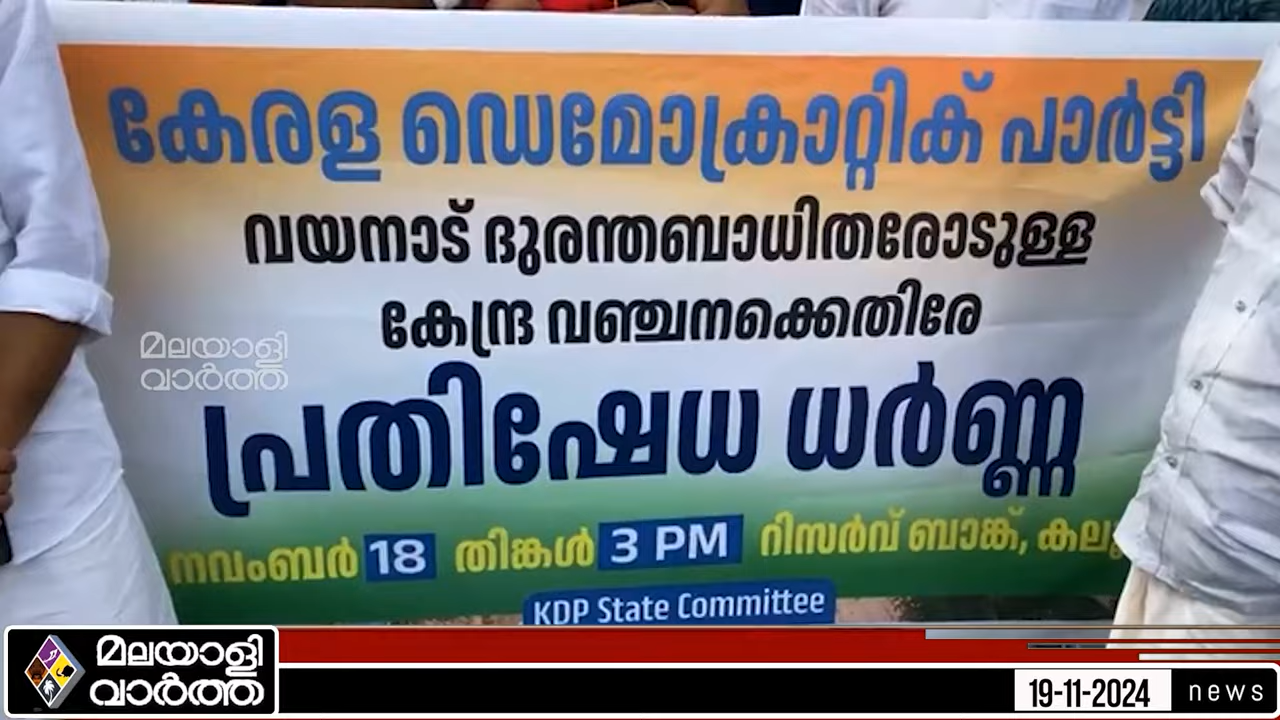 കേരള ഡെമോക്രാറ്റിക് പാർട്ടി
വയനാട് ദുരന്തബാധിതരോടുള്ള
കേന്ദ്ര വഞ്ചനക്കെതിരേ
മലയാളി
വാർത്ത
പ്രതിഷേധ ധർണ്ണ
നവംബർ 18 തിങ്കൾ 3 PM റിസർവ് ബാങ്ക്,
KDP State Committee
മലയാളി
വാർത്ത
19-11-2024 news